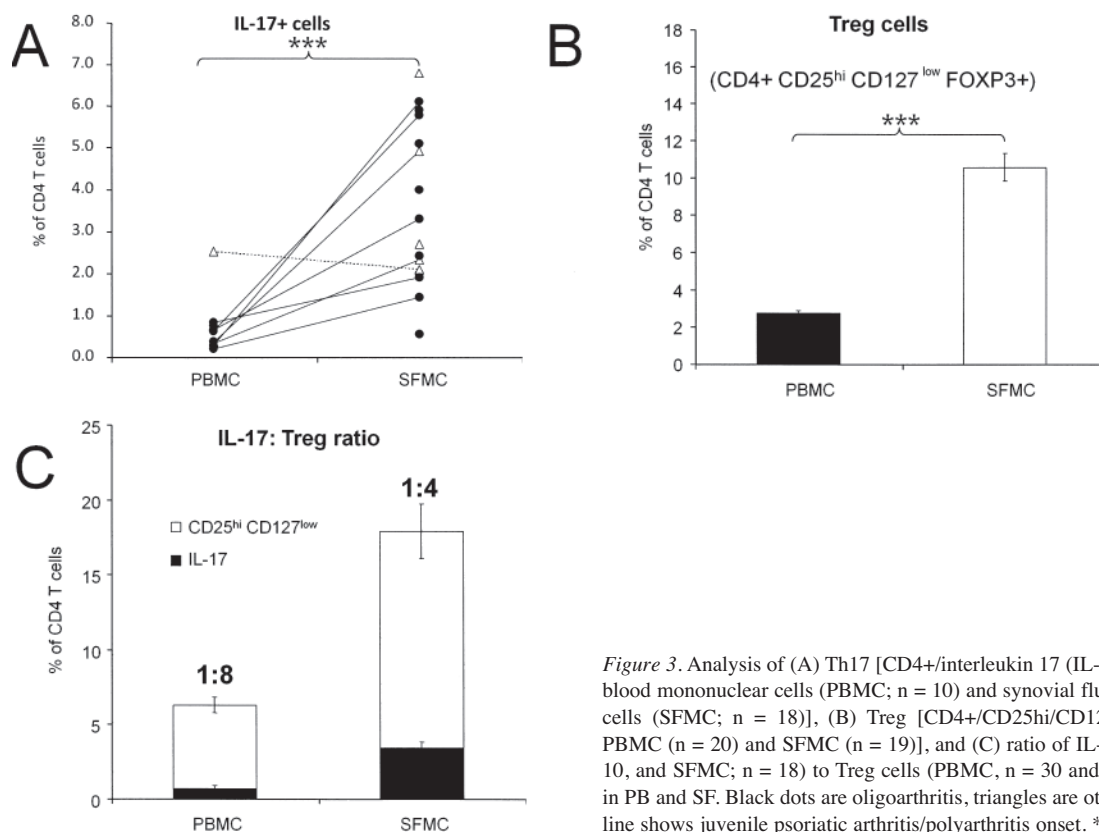 A
IL-17+ cells
***
% of CD4 T cells
8.0
7.0
6.0
5.0
4.0
3.0
2.0
1.0
0.0
PBMC SFMC
B
Treg cells
(CD4+ CD25hi CD127 low FOXP3+)
***
% of CD4 T cells
18
16
14
12
10
8
6
4
2
0
PBMC SFMC
C
IL-17: Treg ratio
1:4
1:8
CD25hi CD127low
IL-17
% of CD4 T cells
25
20
15
10
5
0
PBMC SFMC
Figure 3. Analysis of (A) Th17 [CD4+/interleukin 17 (IL-
blood mononuclear cells (PBMC; n = 10) and synovial flu
cells (SFMC; n = 18)], (B) Treg [CD4+/CD25hi/CD12
PBMC (n = 20) and SFMC (n = 19)], and (C) ratio of IL-
10, and SFMC; n = 18) to Treg cells (PBMC, n = 30 and
in PB and SF. Black dots are oligoarthritis, triangles are ot
line shows juvenile psoriatic arthritis/polyarthritis onset. *